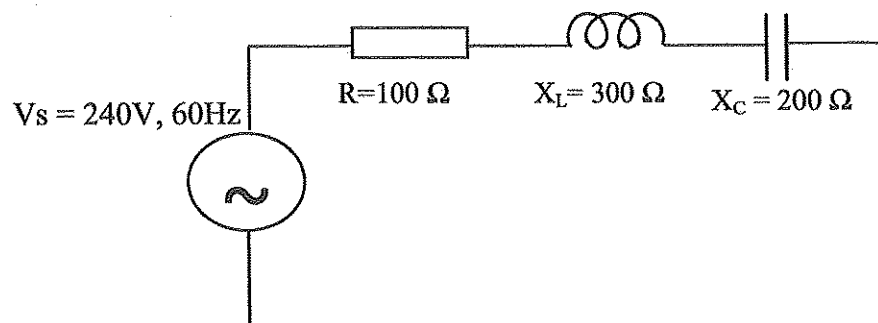 R=100 Ω
X_L= 300 Ω
X_C = 200 Ω
Vs = 240V, 60Hz
~